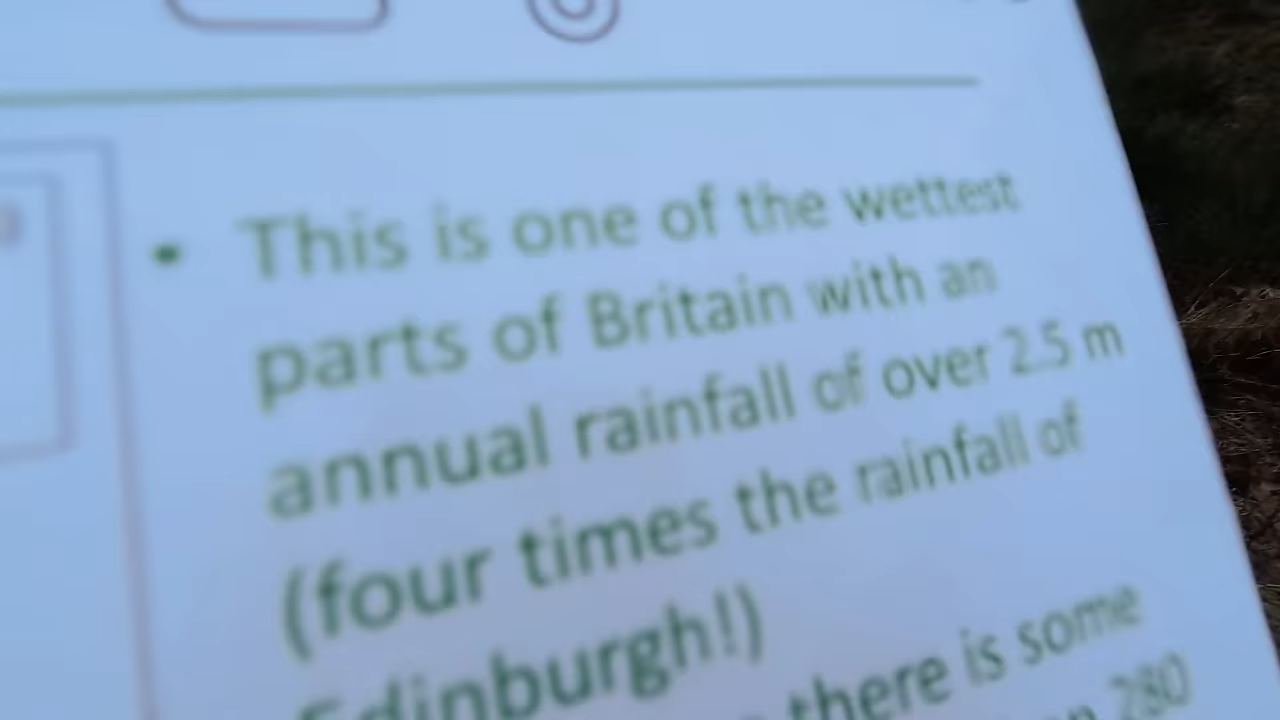 • This is one of the wettest
parts of Britain with an
annual rainfall of over 2.5 m
(four times the rainfall of
Edinburgh!)
there is some
280